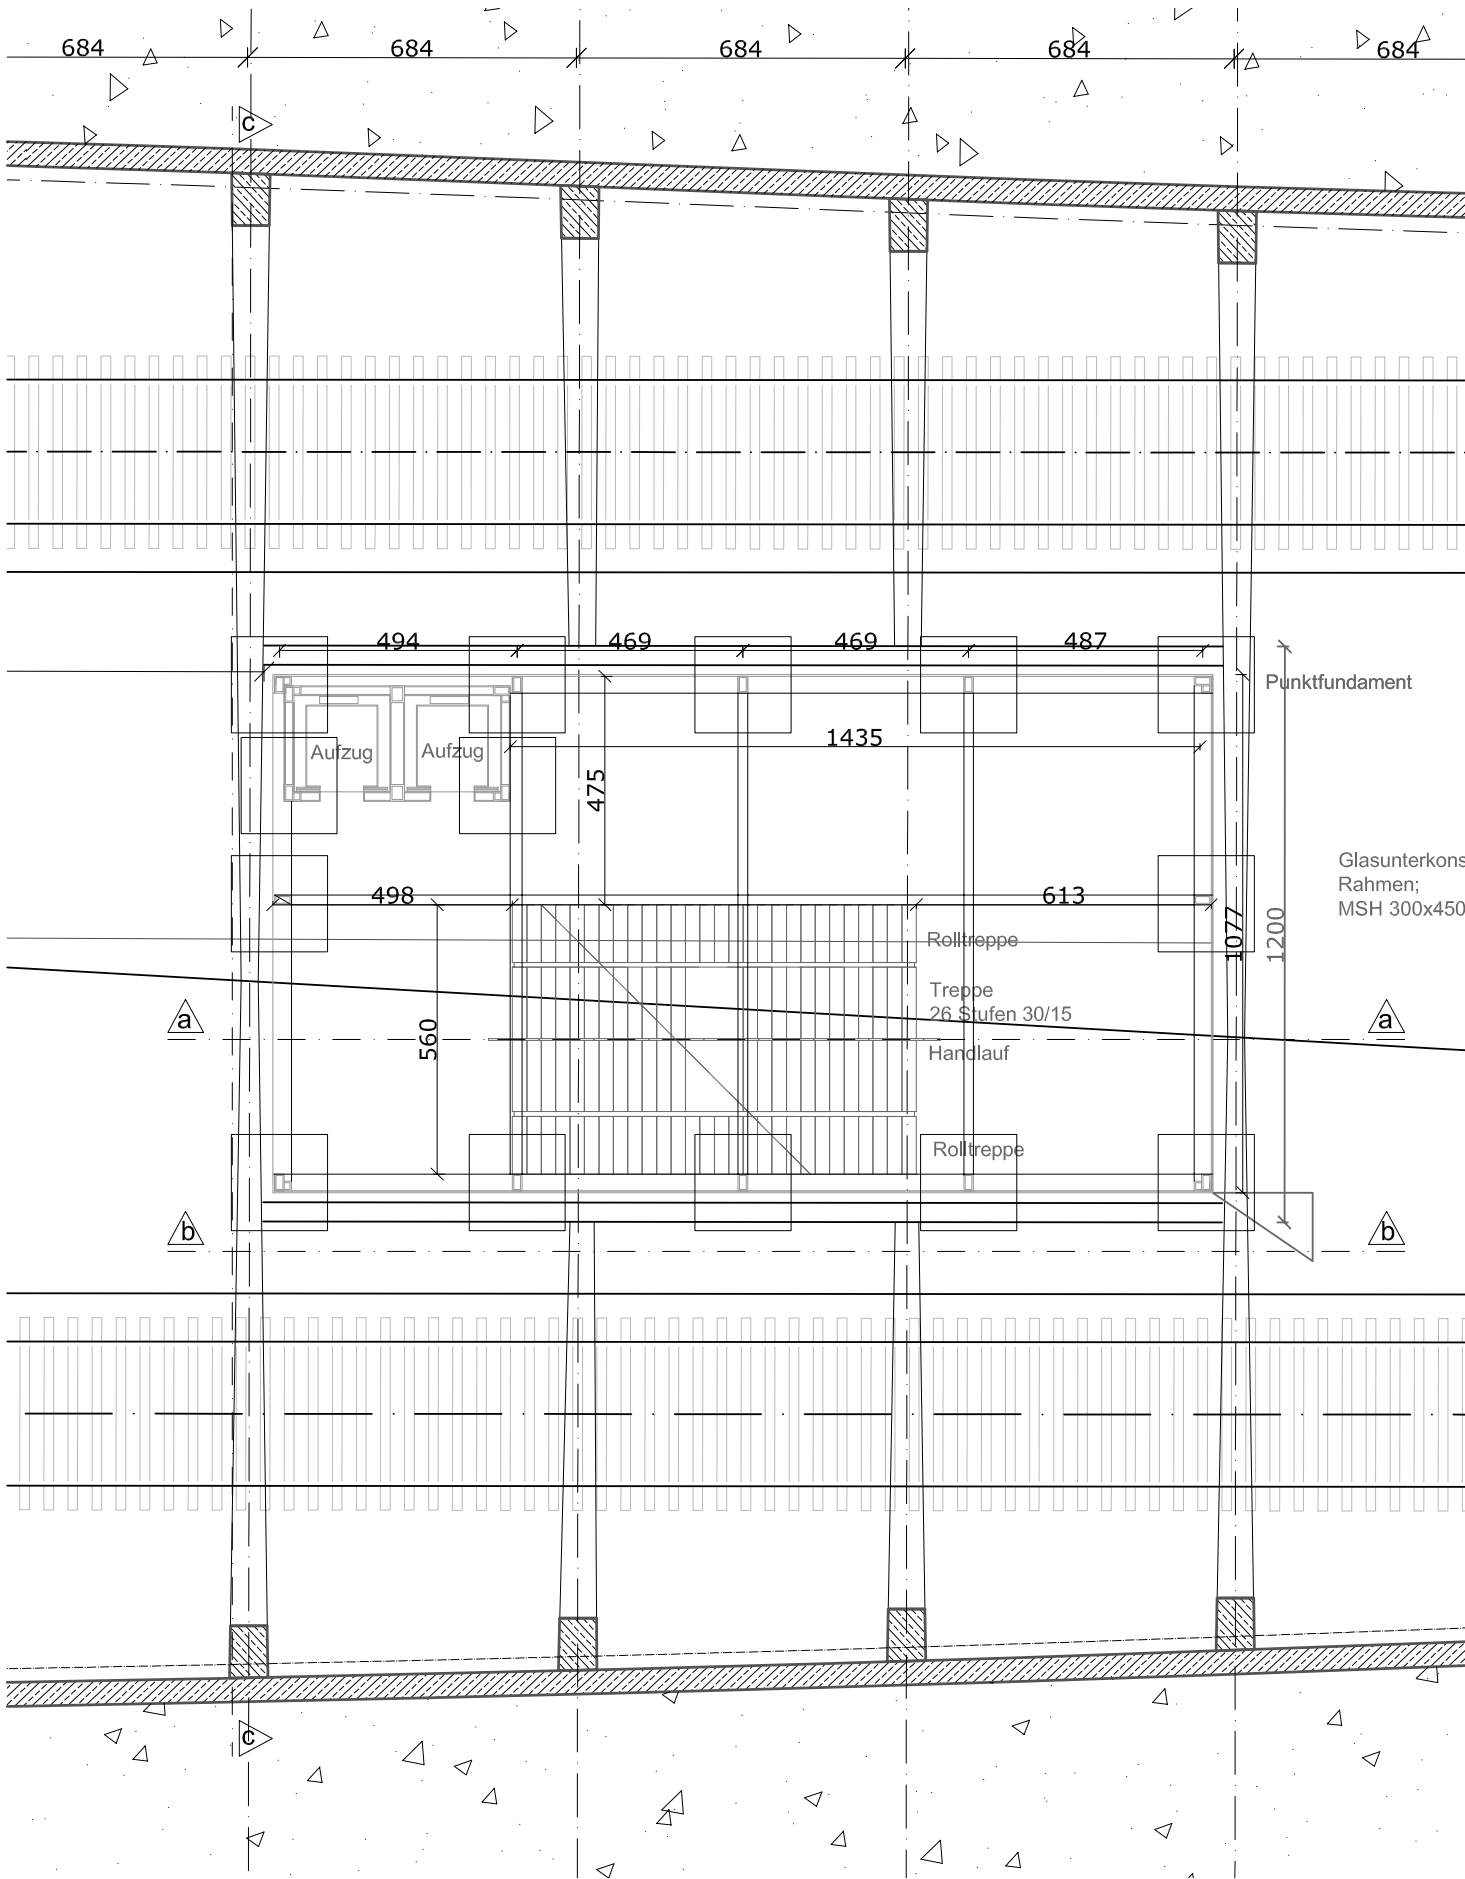 684
684
684
684
684
c
494
469
469
487
Punktfundament
1435
Aufzug
Aufzug
475
Glasunterkons
Rahmen;
MSH 300x450
498
613
1077
1200
Rolltreppe
Treppe
26 Stufen 30/15
Handlauf
560
a
a
Rolltreppe
b
b
c